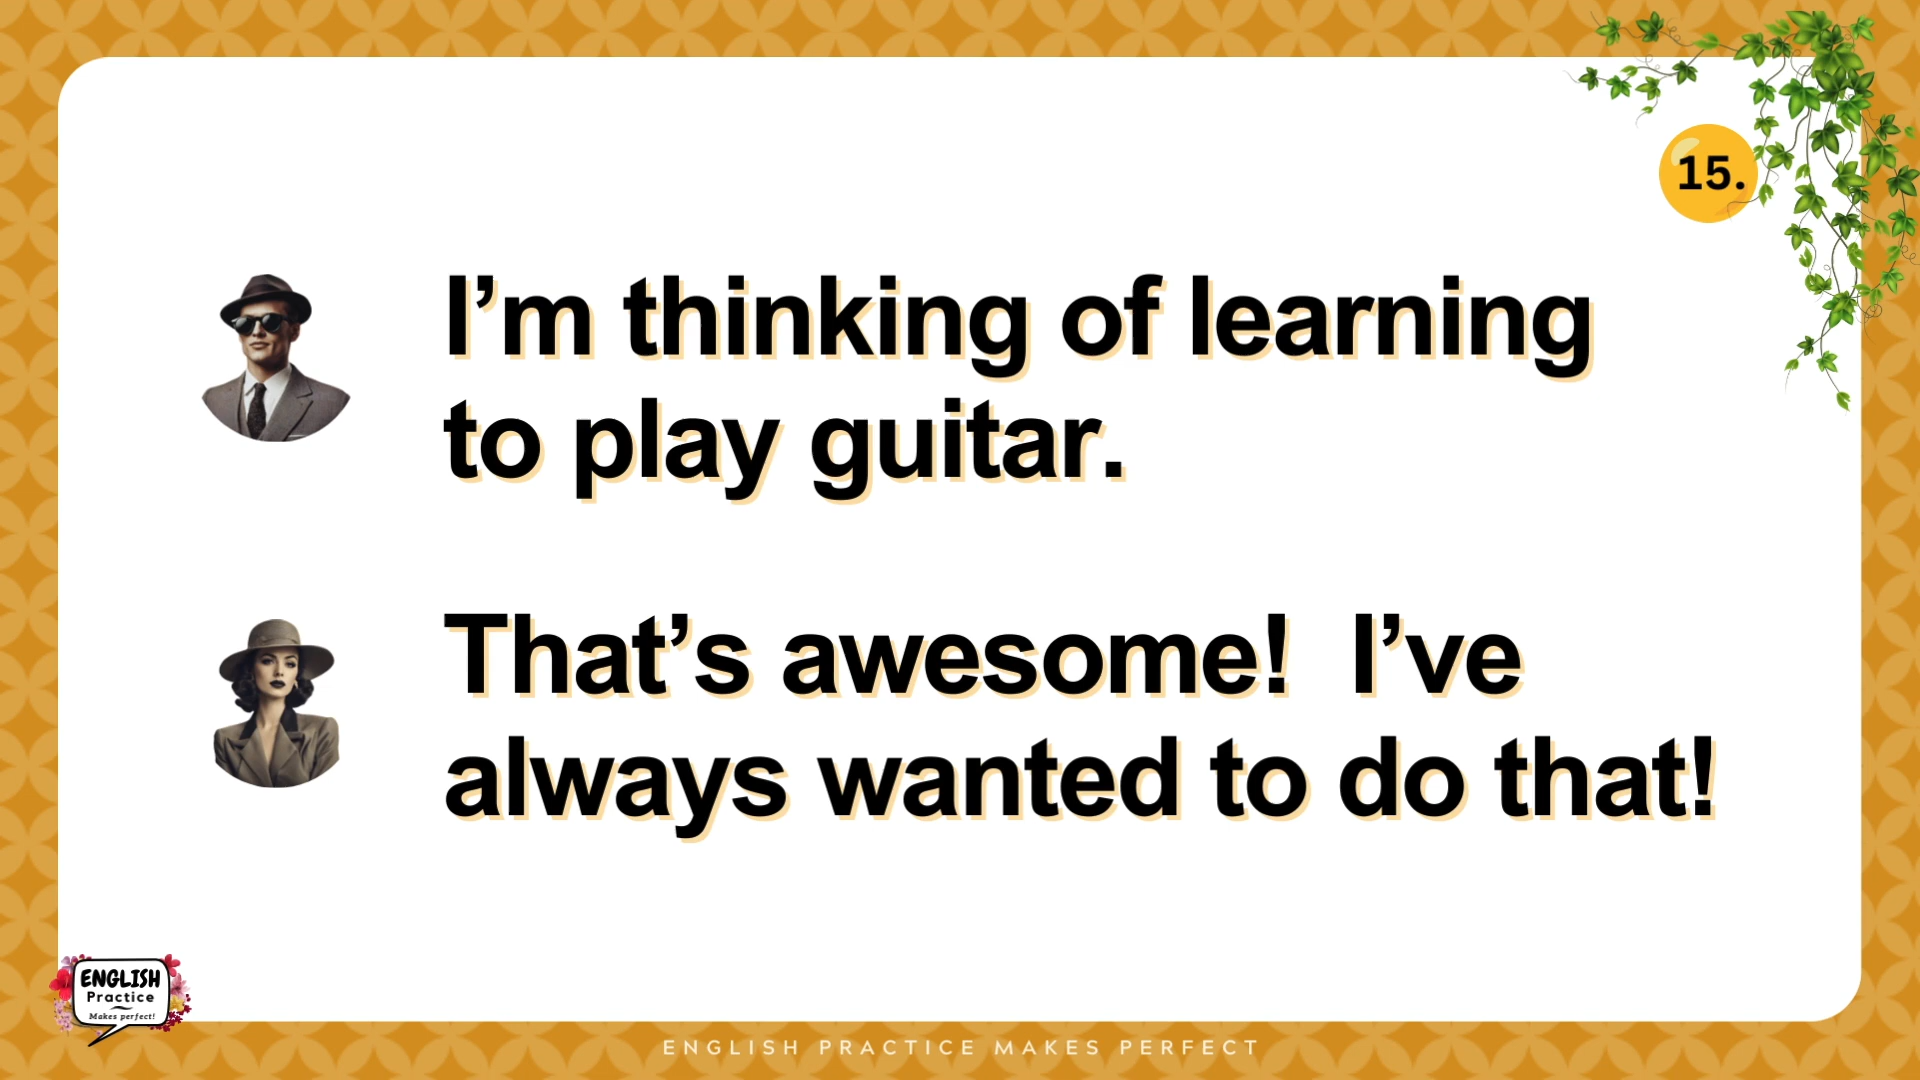 15.
I’m thinking of learning
to play guitar.
That’s awesome!  I’ve
always wanted to do that!
ENGLISH
Practice
Makes perfect!
ENGLISH PRACTICE MAKES PERFECT